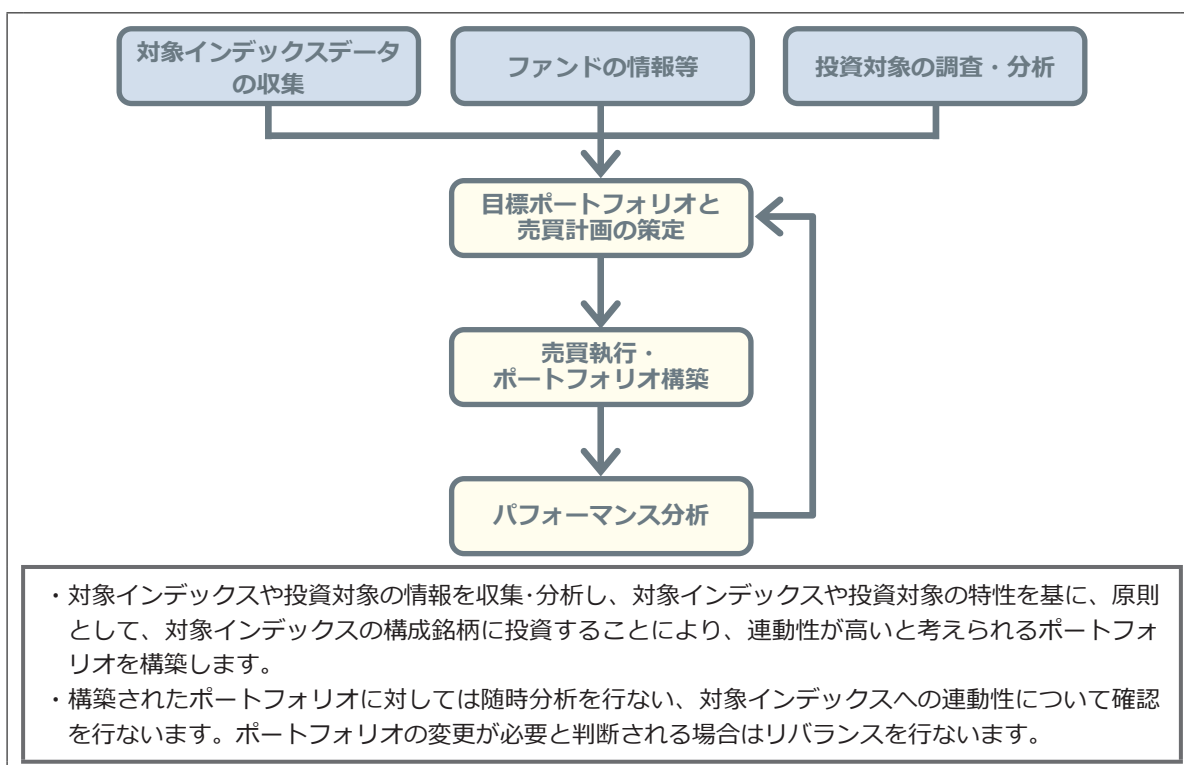 対象インデックスデータ
の収集
ファンドの情報等
投資対象の調査・分析
目標ポートフォリオと
売買計画の策定
売買執行・
ポートフォリオ構築
パフォーマンス分析
・対象インデックスや投資対象の情報を収集・分析し、対象インデックスや投資対象の特性を基に、原則
として、対象インデックスの構成銘柄に投資することにより、連動性が高いと考えられるポートフォ
リオを構築します。
・構築されたポートフォリオに対しては随時分析を行ない、対象インデックスへの連動性について確認
を行ないます。ポートフォリオの変更が必要と判断される場合はリバランスを行ないます。